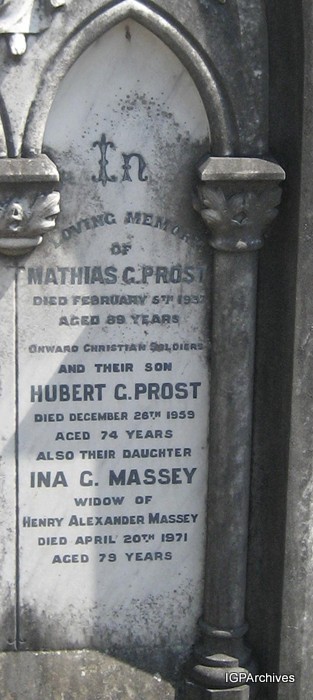 In
LOVING MEMORY
OF
MATHIAS G. PROST
DIED FEBRUARY 5TH 1937
AGED 89 YEARS
ONWARD CHRISTIAN SOLDIERS
AND THEIR SON
HUBERT G. PROST
DIED DECEMBER 26TH 1959
AGED 74 YEARS
ALSO THEIR DAUGHTER
INA G. MASSEY
WIDOW OF
HENRY ALEXANDER MASSEY
DIED APRIL 20TH 1971
AGED 79 YEARS
IGPArchives